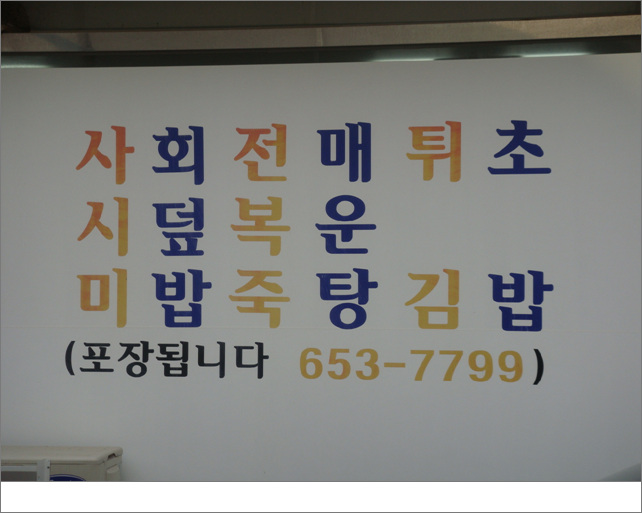 사시미
회덮밥
전복죽
매운탕
튀김
초밥
(포장됩니다 653-7799)